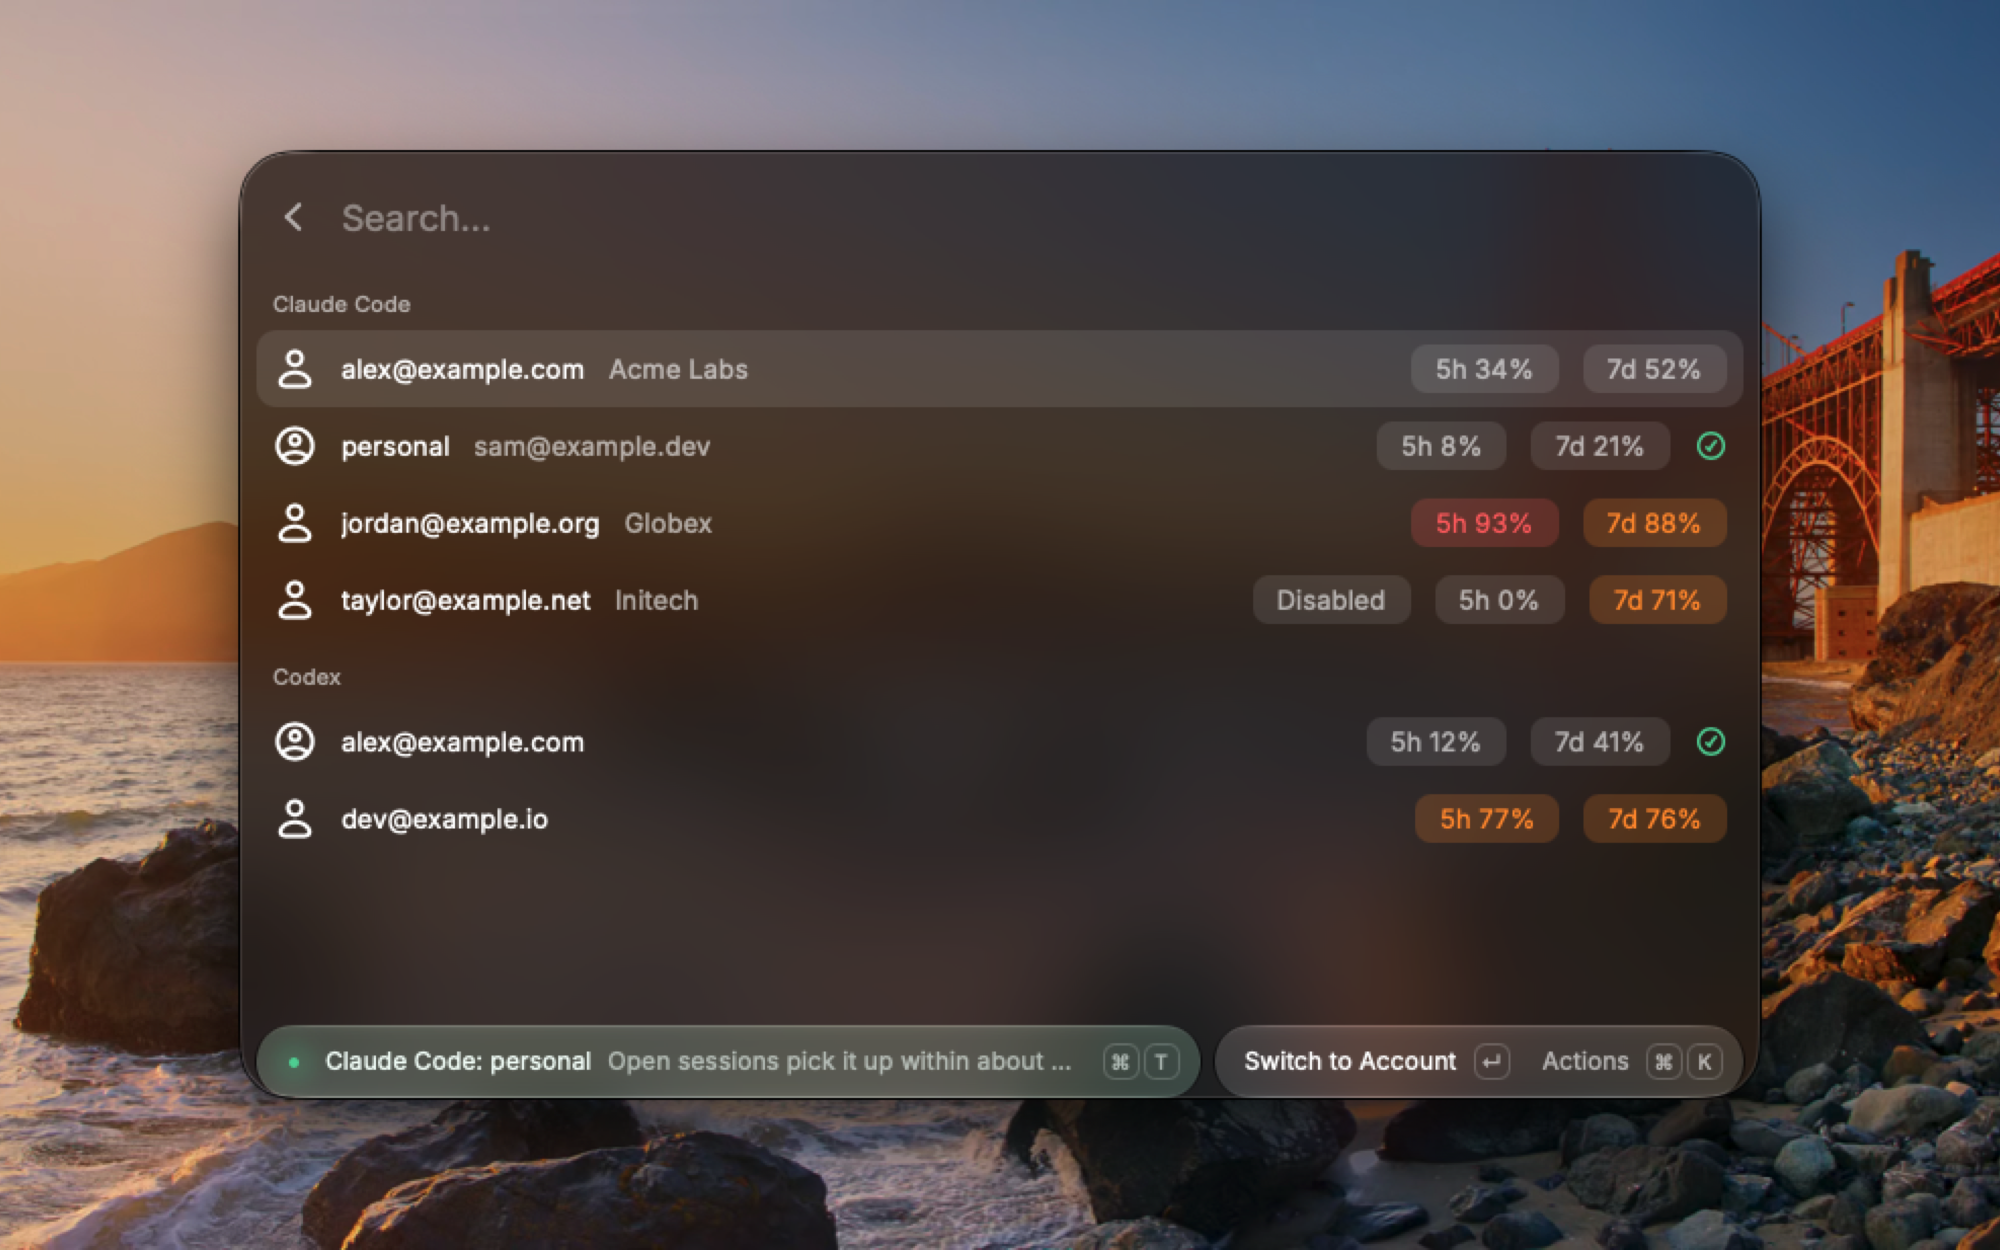 Search...
Claude Code
alex@example.com Acme Labs 5h 34% 7d 52%
personal sam@example.dev 5h 8% 7d 21%
jordan@example.org Globex 5h 93% 7d 88%
taylor@example.net Initech Disabled 5h 0% 7d 71%
Codex
alex@example.com 5h 12% 7d 41%
dev@example.io 5h 77% 7d 76%
Claude Code: personal Open sessions pick it up within about ... ⌘ T Switch to Account ↵ Actions ⌘ K